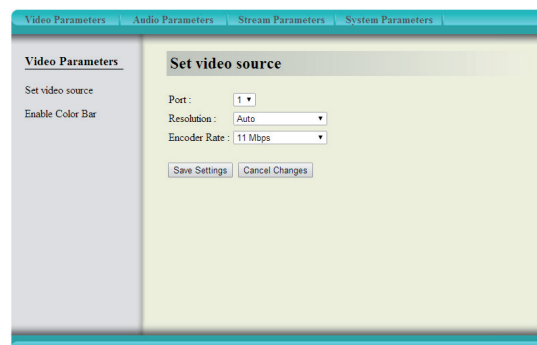 Video Parameters Audio Parameters Stream Parameters System Parameters
Video Parameters
Set video source
Enable Color Bar
Set video source
Port : 1
Resolution : Auto
Encoder Rate : 11 Mbps
Save Settings Cancel Changes